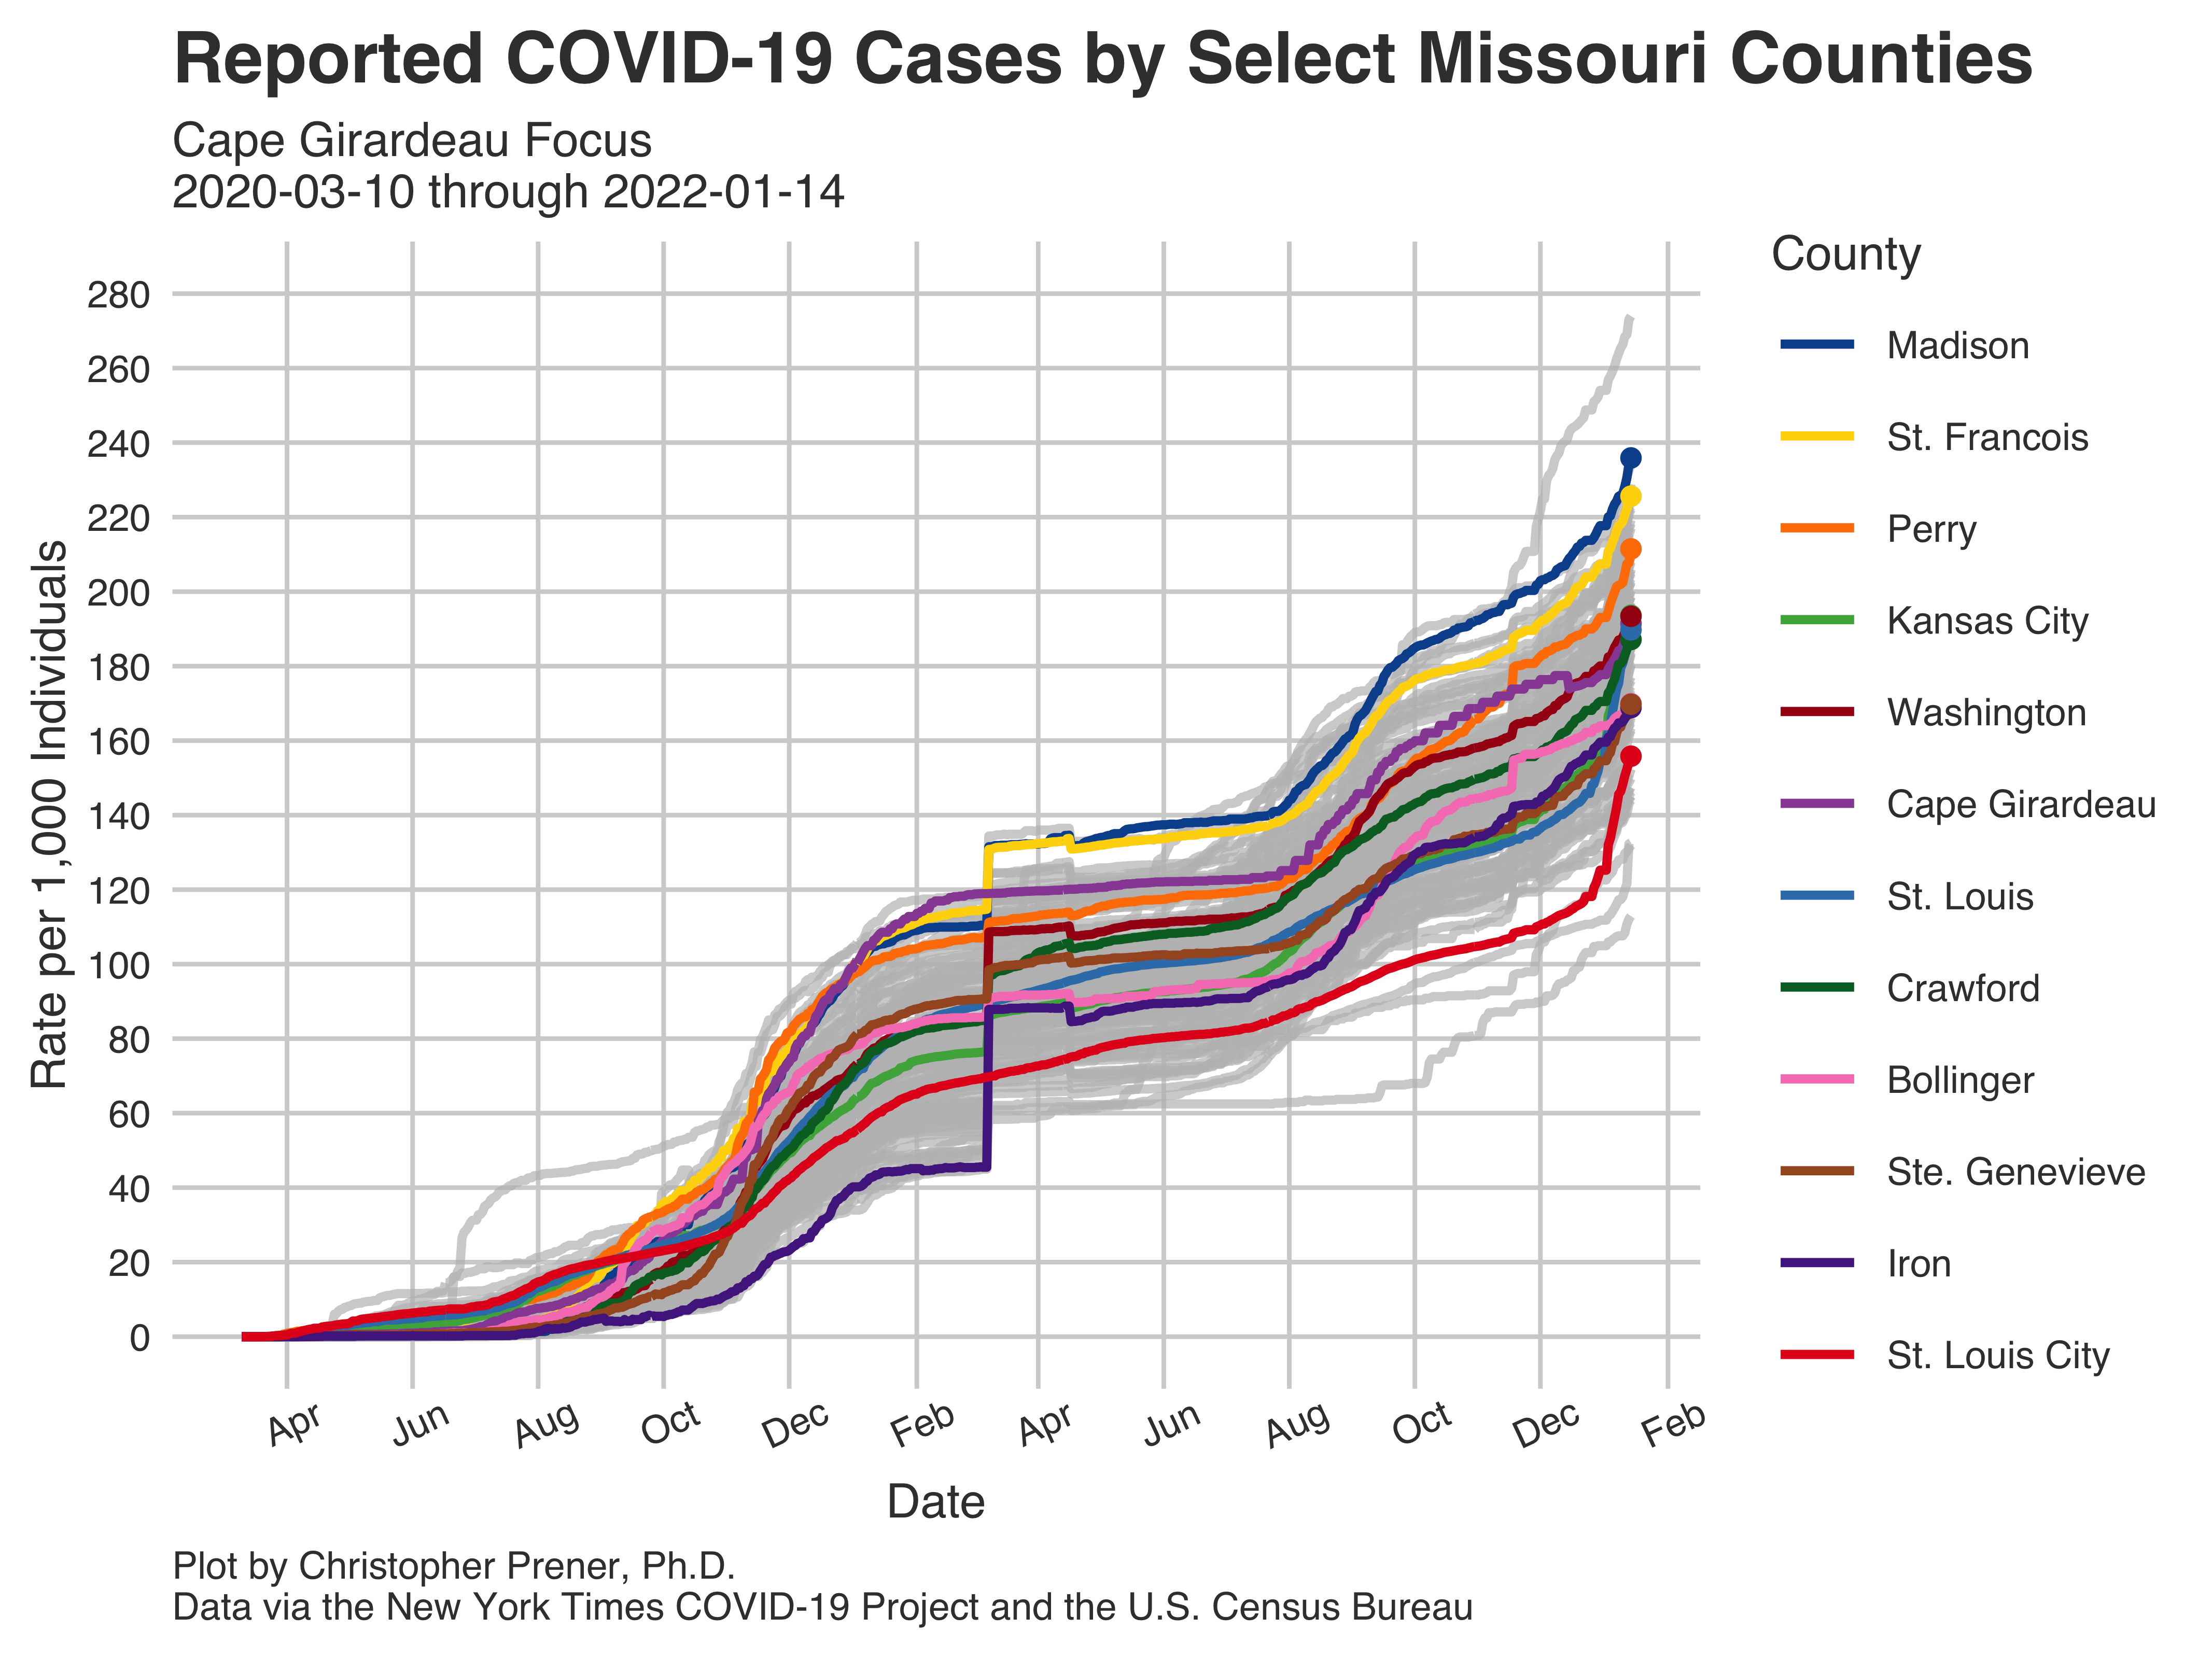 Reported COVID-19 Cases by Select Missouri Counties
Cape Girardeau Focus
2020-03-10 through 2022-01-14
County
Madison
St. Francois
Perry
Kansas City
Washington
Cape Girardeau
St. Louis
Crawford
Bollinger
Ste. Genevieve
Iron
St. Louis City
Rate per 1,000 Individuals
280
260
240
220
200
180
160
140
120
100
80
60
40
20
0
Apr Jun Aug Oct Dec Feb Apr Jun Aug Oct Dec Feb
Date
Plot by Christopher Prener, Ph.D.
Data via the New York Times COVID-19 Project and the U.S. Census Bureau